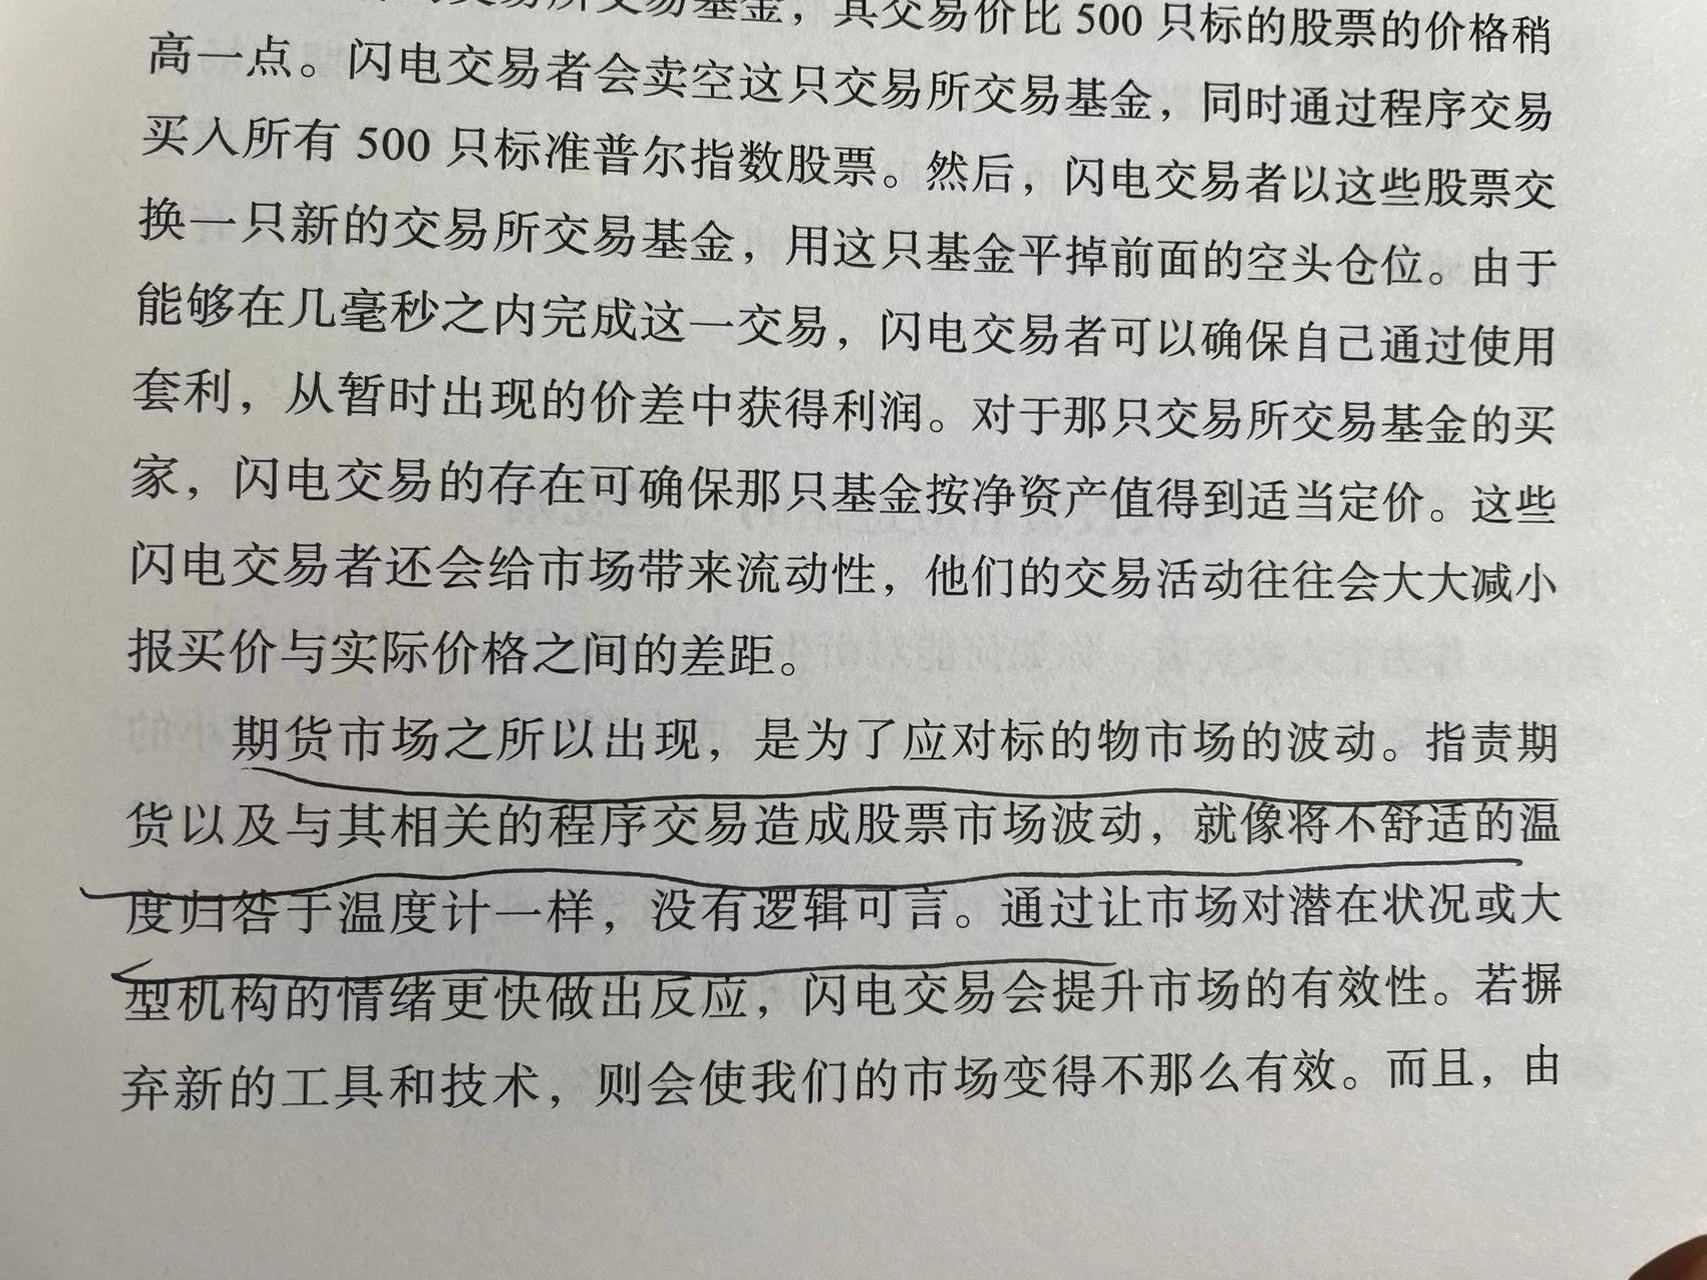 交易所交易基金，其交易价比 500 只标的股票的价格稍
高一点。闪电交易者会卖空这只交易所交易基金，同时通过程序交易
买入所有 500 只标准普尔指数股票。然后，闪电交易者以这些股票交
换一只新的交易所交易基金，用这只基金平掉前面的空头仓位。由于
能够在几毫秒之内完成这一交易，闪电交易者可以确保自己通过使用
套利，从暂时出现的价差中获得利润。对于那只交易所交易基金的买
家，闪电交易的存在可确保那只基金按净资产值得到适当定价。这些
闪电交易者还会给市场带来流动性，他们的交易活动往往会大大减小
报买价与实际价格之间的差距。
期货市场之所以出现，是为了应对标的物市场的波动。指责期
货以及与其相关的程序交易造成股票市场波动，就像将不舒适的温
度归咎于温度计一样，没有逻辑可言。通过让市场对潜在状况或大
型机构的情绪更快做出反应，闪电交易会提升市场的有效性。若摒
弃新的工具和技术，则会使我们的市场变得不那么有效。而且，由